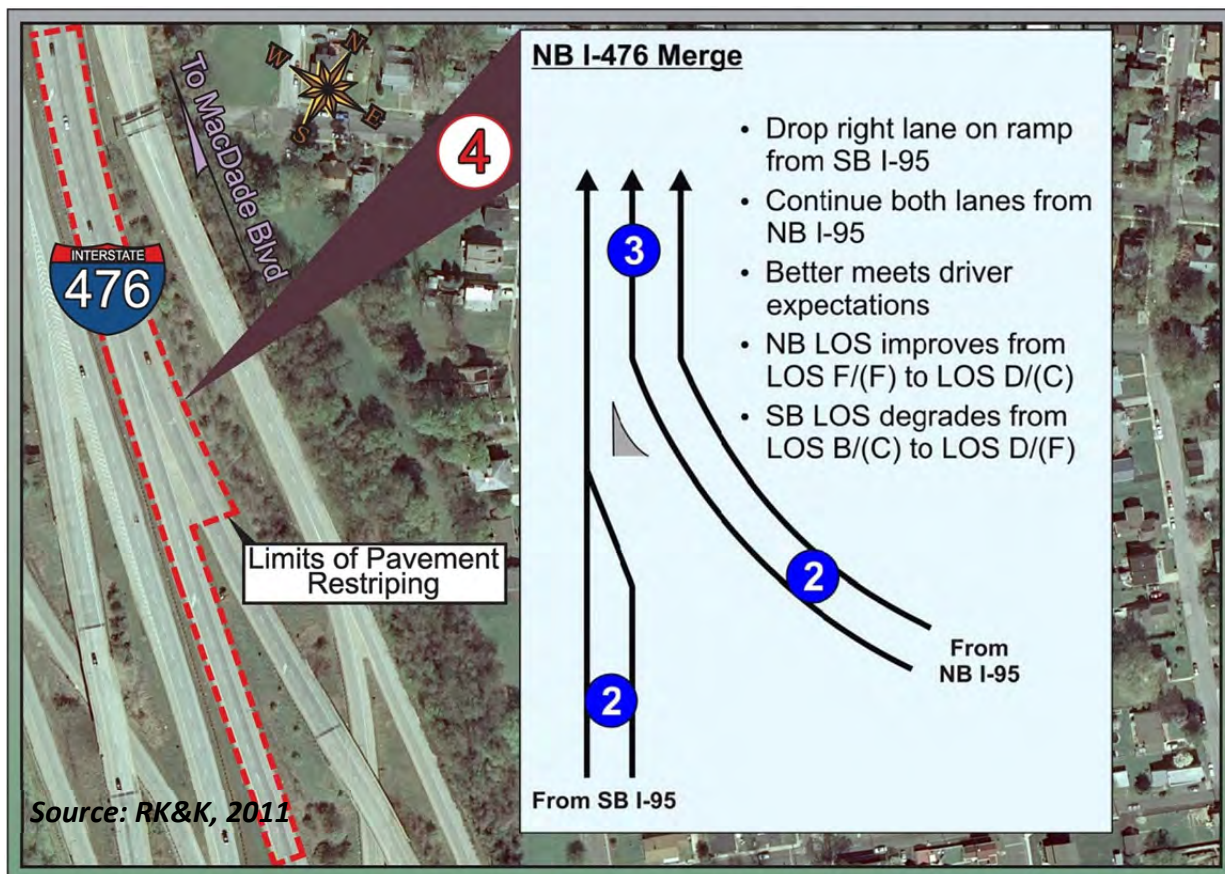 W
N
S
E
To MacDade Blvd
4
INTERSTATE
476
Limits of Pavement
Restriping
Source: RK&K, 2011
NB I-476 Merge
• Drop right lane on ramp
from SB I-95
• Continue both lanes from
NB I-95
• Better meets driver
expectations
• NB LOS improves from
LOS F/(F) to LOS D/(C)
• SB LOS degrades from
LOS B/(C) to LOS D/(F)
3
2
From
NB I-95
2
From SB I-95